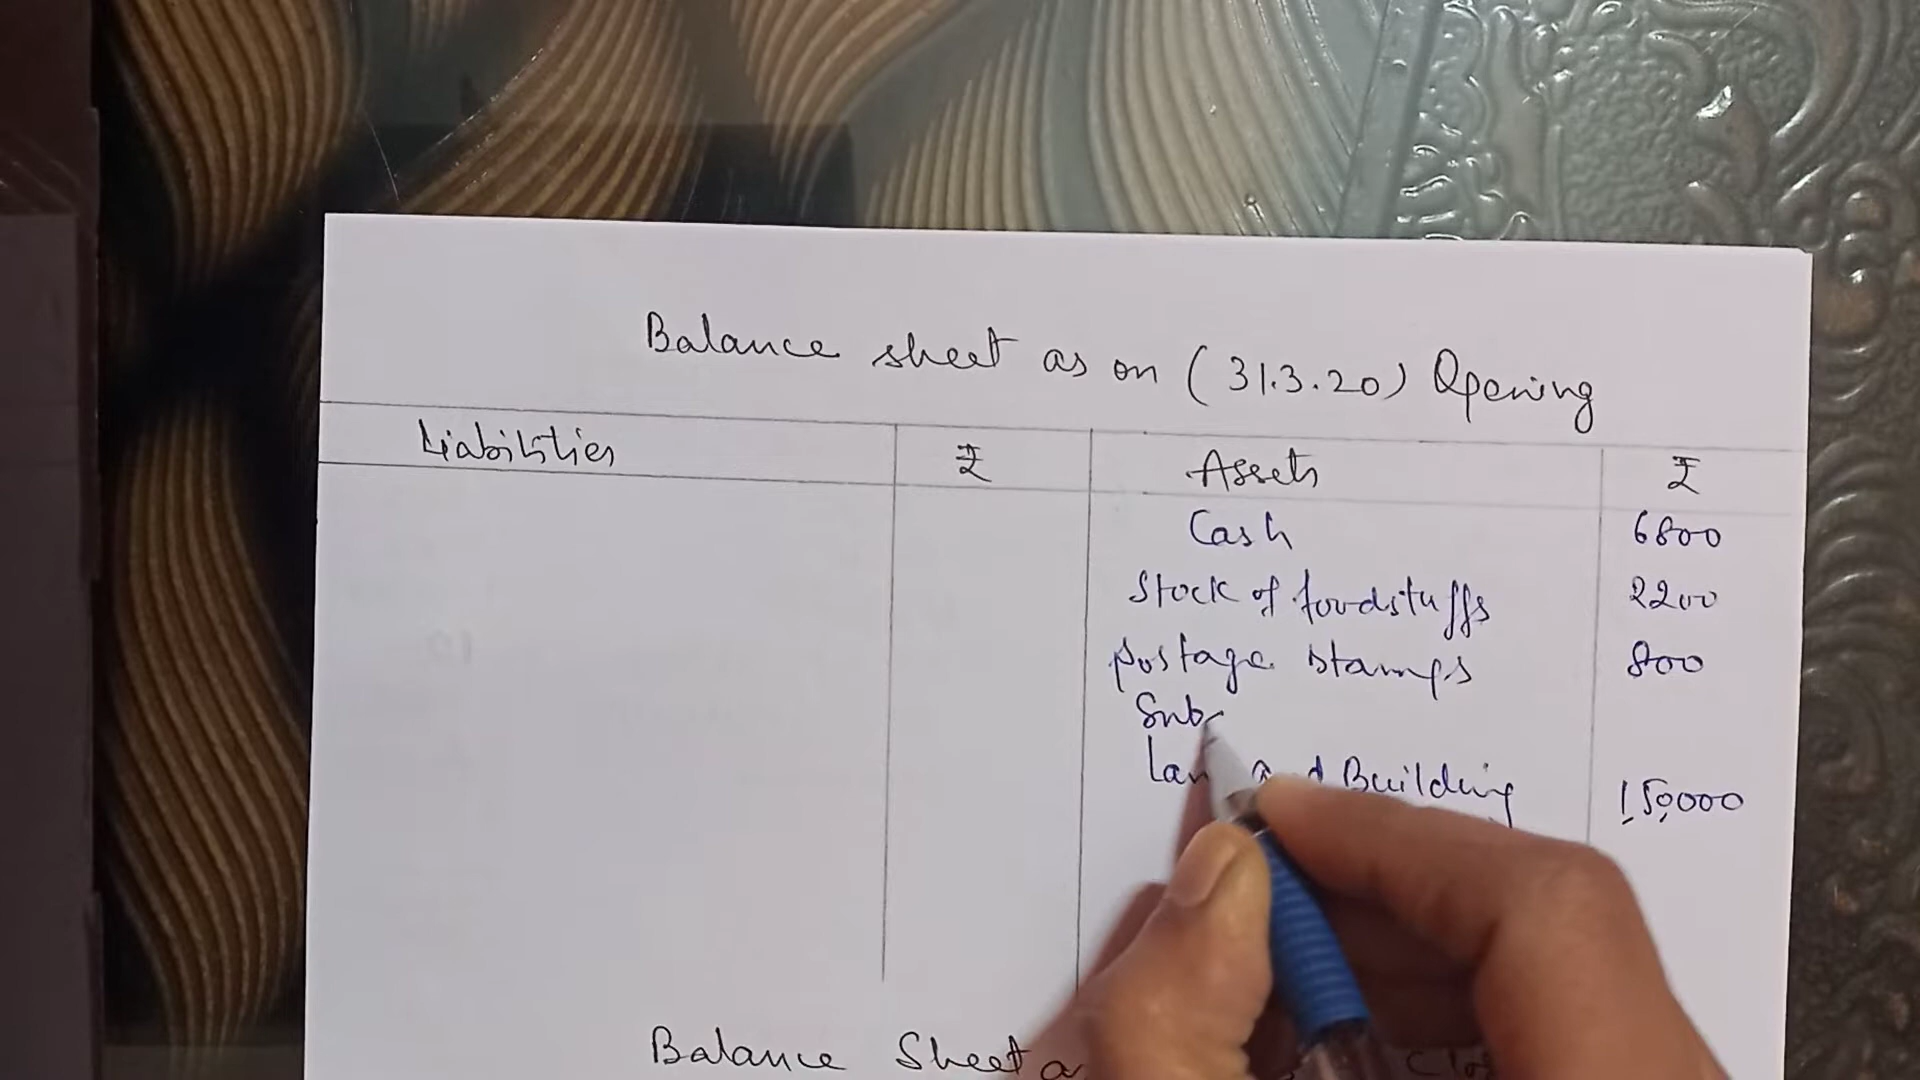 Balance sheet as on (31.3.20) Opening
Liabilities ₹ Assets ₹
Cash 6800
Stock of foodstuffs 2200
Postage stamps 800
Sub
and Building 1,50,000
Balance Sheet